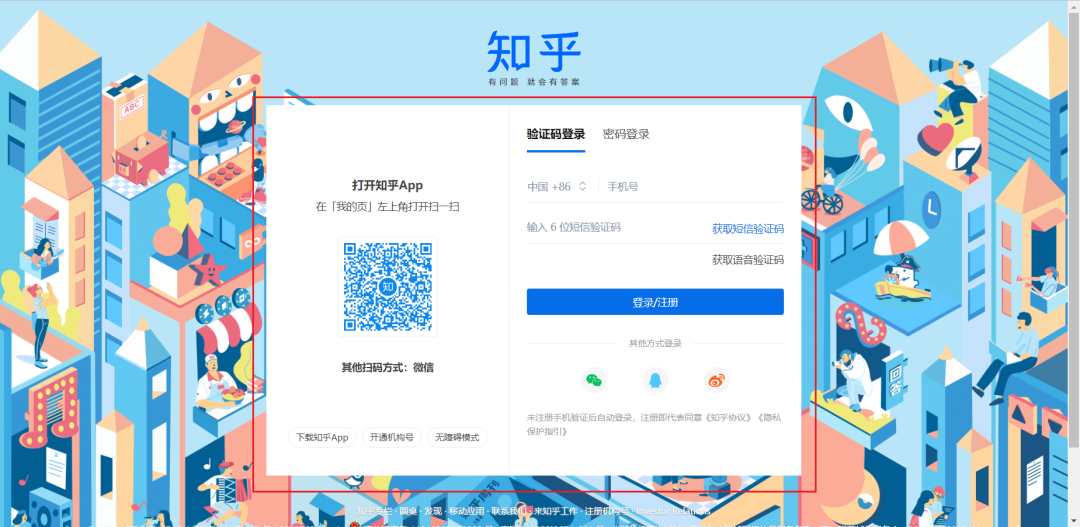 知乎
有问题 就会有答案
ABC
打开知乎App
在「我的页」左上角打开扫一扫
知
其他扫码方式：微信
下载知乎App
开通机构号
无障碍模式
验证码登录
密码登录
中国 +86
手机号
输入 6 位短信验证码
获取短信验证码
获取语音验证码
登录/注册
其他方式登录
未注册手机验证后自动登录，注册即代表同意《知乎协议》《隐私
保护指引》
回答
知乎专栏 · 圆桌 · 发现 · 移动应用 · 联系我们 · 来知乎工作 · 注册机构号 · Investor Relations